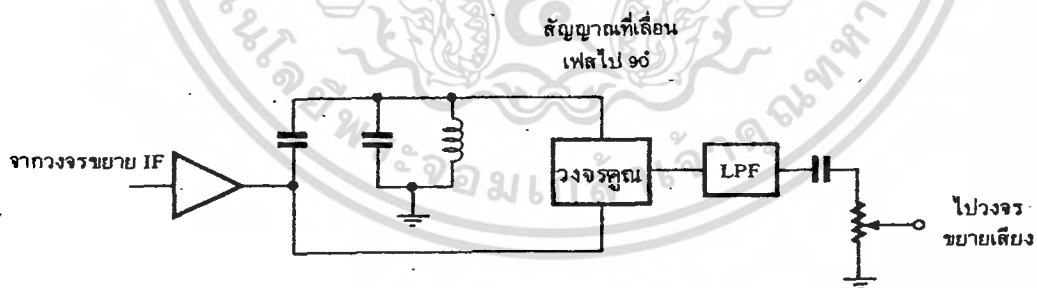 สัญญาณที่เลื่อน
เฟสไป 90°
จากวงจรขยาย IF
วงจรคูณ
LPF
ไปวงจร
ขยายเสียง